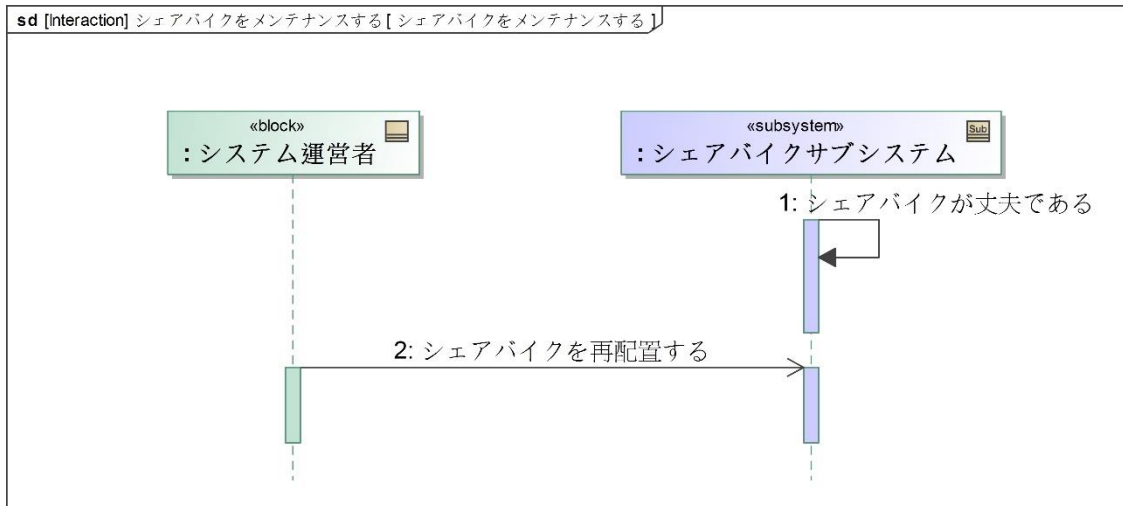 sd [Interaction] シェアバイクをメンテナンスする[ シェアバイクをメンテナンスする ]
«block»
: システム運営者
«subsystem»
Sub
: シェアバイクサブシステム
1: シェアバイクが丈夫である
2: シェアバイクを再配置する